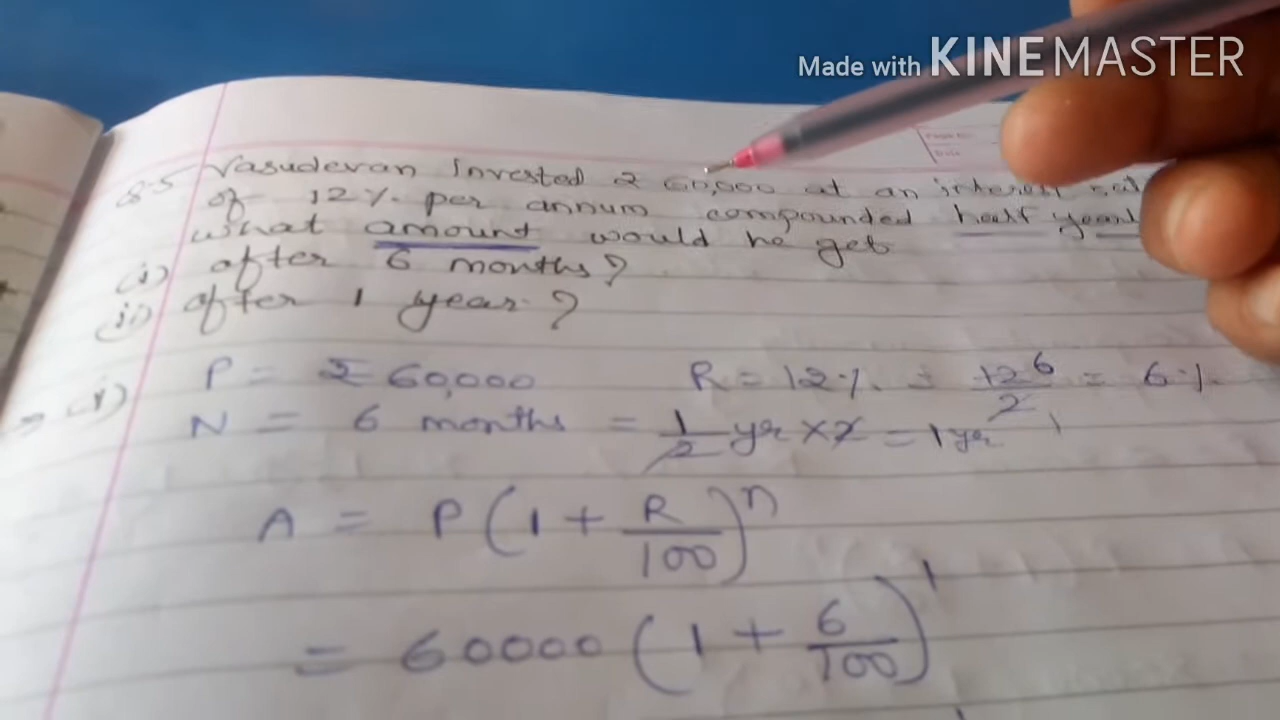 Made with KINEMASTER
Q.5 Vasudevan Invested ₹ 60,000 at an interest
of 12%. per annum compounded half
what amount would he get
(i) after 6 months?
(ii) after 1 year?
(i) P = ₹ 60,000 R = 12%. = 12/2 6 = 6%.
N = 6 months = 1/2 yr × 2 = 1 yr
A = P(1 + R/100)^n
= 60000 (1 + 6/100)^1